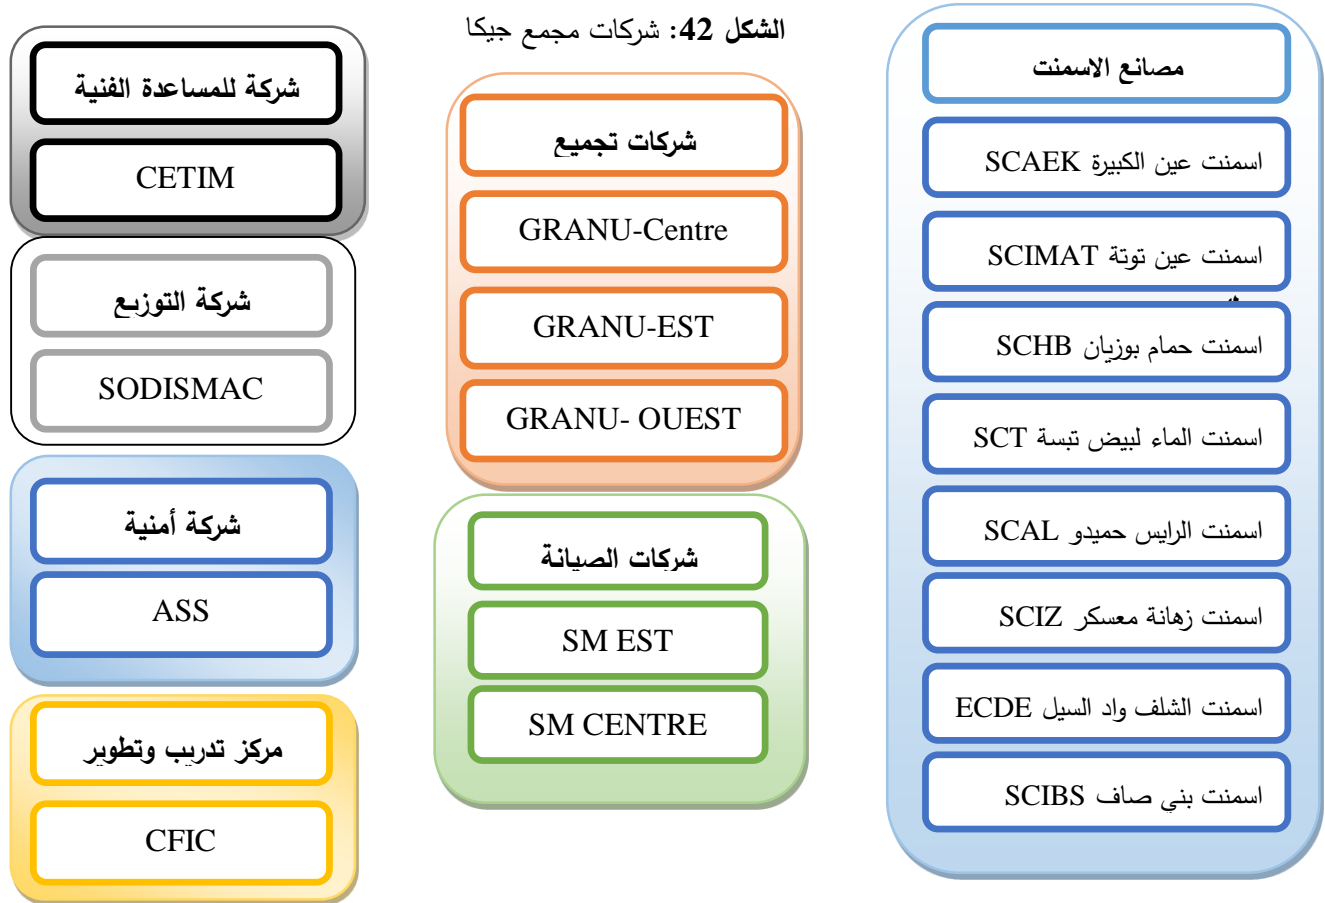 الشكل 42: شركات مجمع جيكا
مصانع الاسمنت
اسمنت عين الكبيرة SCAEK
اسمنت عين توتة SCIMAT
اسمنت حمام بوزيان SCHB
اسمنت الماء لبيض تبسة SCT
اسمنت الرايس حميدو SCAL
اسمنت زهانة معسكر SCIZ
اسمنت الشلف واد السيل ECDE
اسمنت بني صاف SCIBS
شركات تجميع
GRANU-Centre
GRANU-EST
GRANU- OUEST
شركات الصيانة
SM EST
SM CENTRE
شركة للمساعدة الفنية
CETIM
شركة التوزيع
SODISMAC
شركة أمنية
ASS
مركز تدريب وتطوير
CFIC